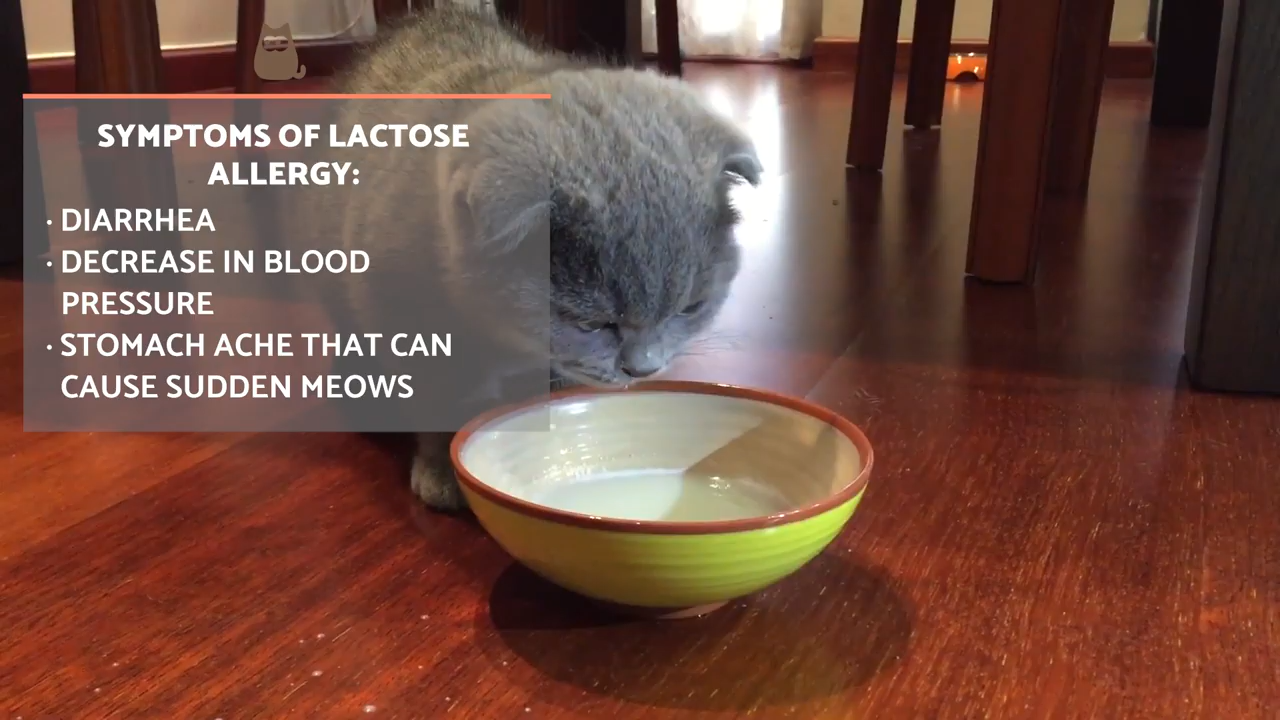 SYMPTOMS OF LACTOSE
ALLERGY:
· DIARRHEA
· DECREASE IN BLOOD
PRESSURE
· STOMACH ACHE THAT CAN
CAUSE SUDDEN MEOWS